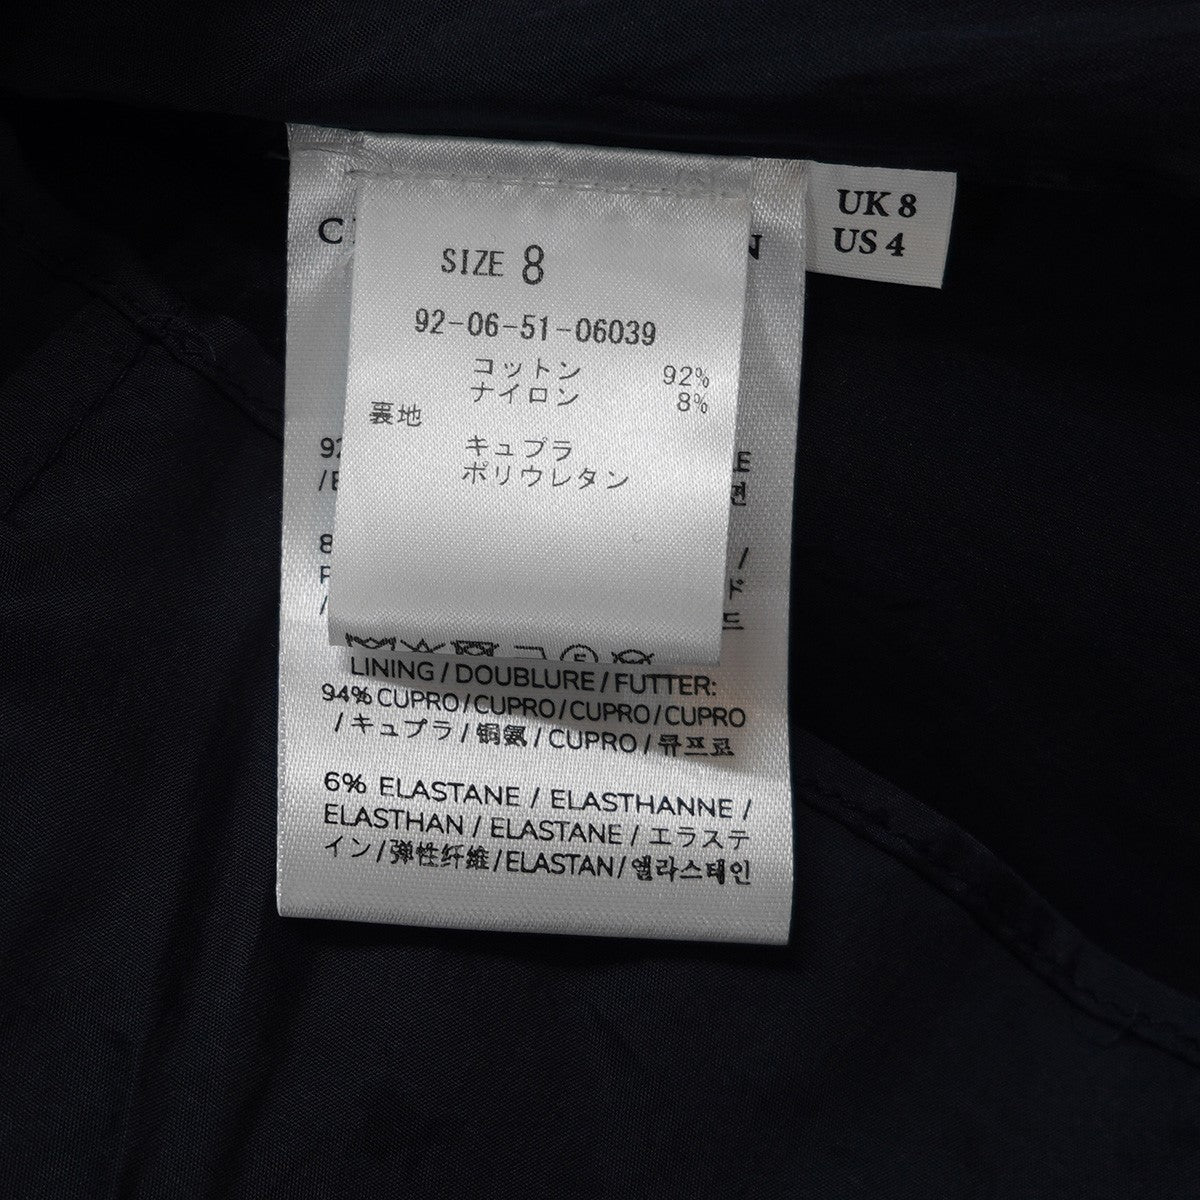 UK 8
US 4
SIZE 8
92-06-51-06039
コットン 92%
ナイロン 8%
裏地
キュプラ
ポリウレタン
LINING / DOUBLURE / FUTTER:
94% CUPRO / CUPRO / CUPRO / CUPRO
/ キュプラ / 铜氨 / CUPRO / 큐프로
6% ELASTANE / ELASTHANNE /
ELASTHAN / ELASTANE / エラステ
イン / 弹性纤维 / ELASTAN / 엘라스테인